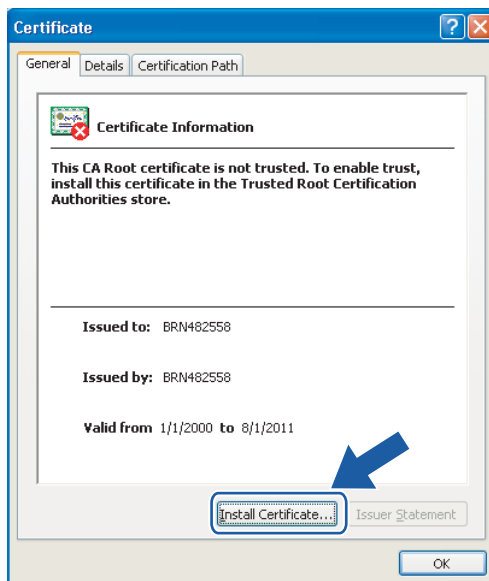 Certificate
General Details Certification Path
Certificate Information
This CA Root certificate is not trusted. To enable trust,
install this certificate in the Trusted Root Certification
Authorities store.
Issued to: BRN482558
Issued by: BRN482558
Valid from 1/1/2000 to 8/1/2011
Install Certificate... Issuer Statement
OK